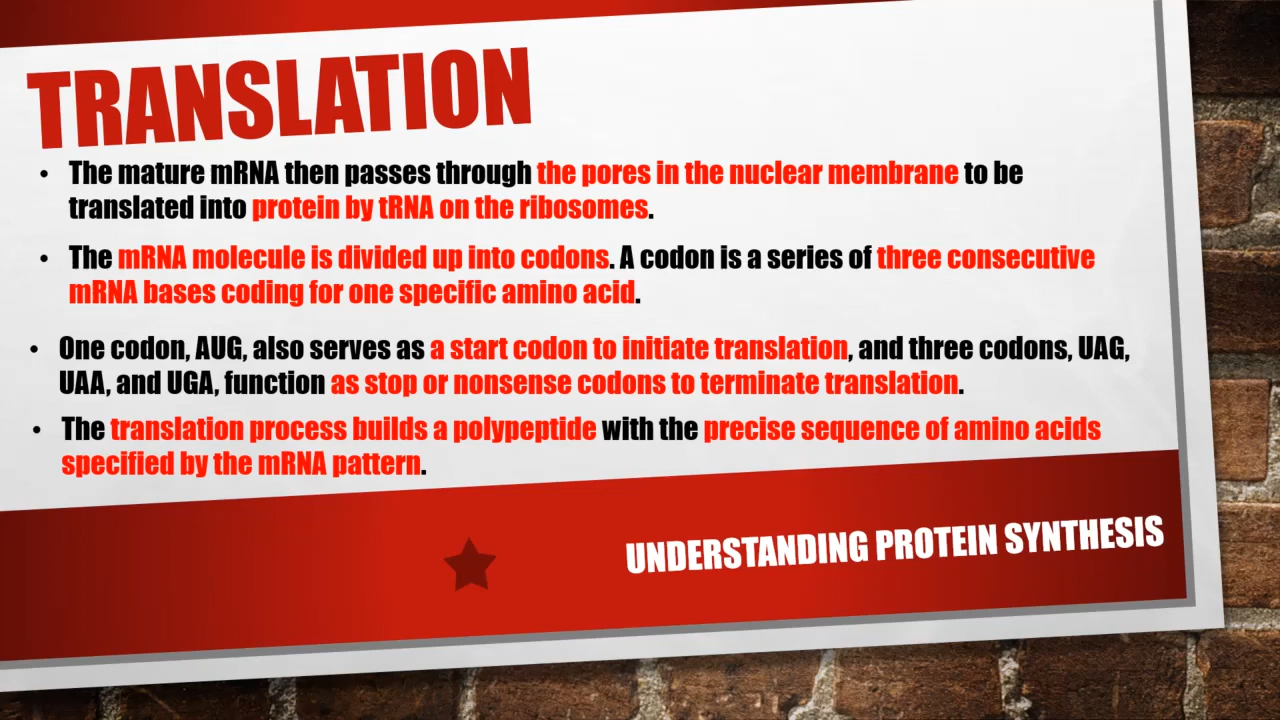 TRANSLATION
• The mature mRNA then passes through the pores in the nuclear membrane to be
translated into protein by tRNA on the ribosomes.
• The mRNA molecule is divided up into codons. A codon is a series of three consecutive
mRNA bases coding for one specific amino acid.
• One codon, AUG, also serves as a start codon to initiate translation, and three codons, UAG,
UAA, and UGA, function as stop or nonsense codons to terminate translation.
• The translation process builds a polypeptide with the precise sequence of amino acids
specified by the mRNA pattern.
UNDERSTANDING PROTEIN SYNTHESIS